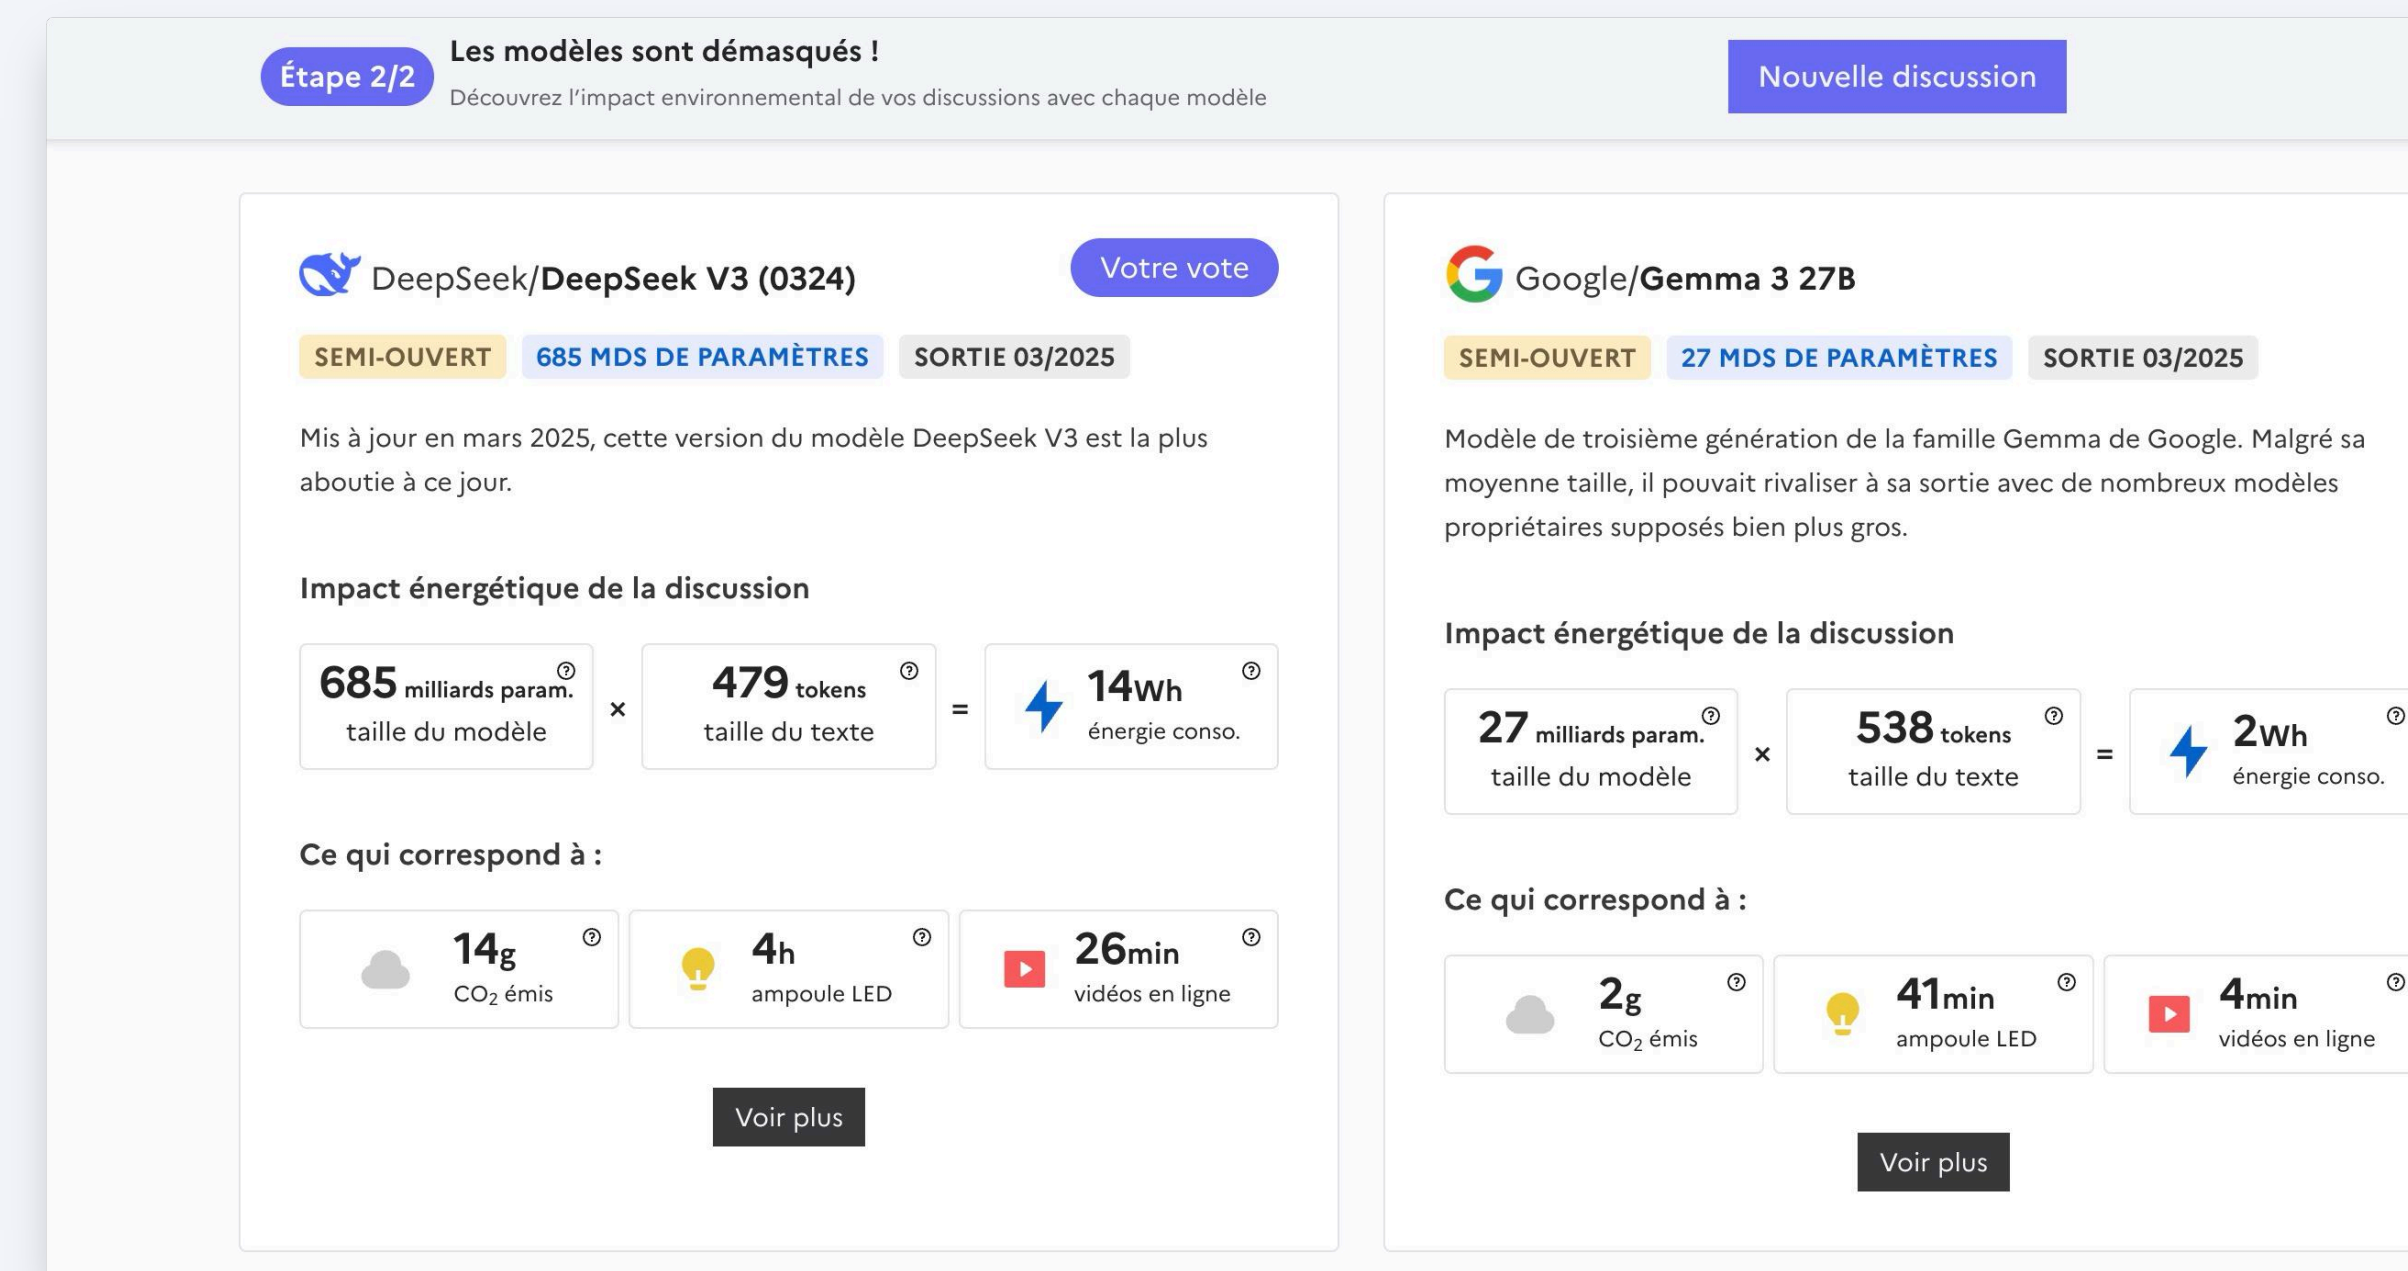 Étape 2/2
Les modèles sont démasqués !
Découvrez l'impact environnemental de vos discussions avec chaque modèle
Nouvelle discussion
DeepSeek/DeepSeek V3 (0324)
Votre vote
SEMI-OUVERT
685 MDS DE PARAMÈTRES
SORTIE 03/2025
Mis à jour en mars 2025, cette version du modèle DeepSeek V3 est la plus
aboutie à ce jour.
Impact énergétique de la discussion
685 milliards param.
taille du modèle
×
479 tokens
taille du texte
=
14Wh
énergie conso.
Ce qui correspond à :
14g
CO₂ émis
4h
ampoule LED
26min
vidéos en ligne
Voir plus
Google/Gemma 3 27B
SEMI-OUVERT
27 MDS DE PARAMÈTRES
SORTIE 03/2025
Modèle de troisième génération de la famille Gemma de Google. Malgré sa
moyenne taille, il pouvait rivaliser à sa sortie avec de nombreux modèles
propriétaires supposés bien plus gros.
Impact énergétique de la discussion
27 milliards param.
taille du modèle
×
538 tokens
taille du texte
=
2Wh
énergie conso.
Ce qui correspond à :
2g
CO₂ émis
41min
ampoule LED
4min
vidéos en ligne
Voir plus